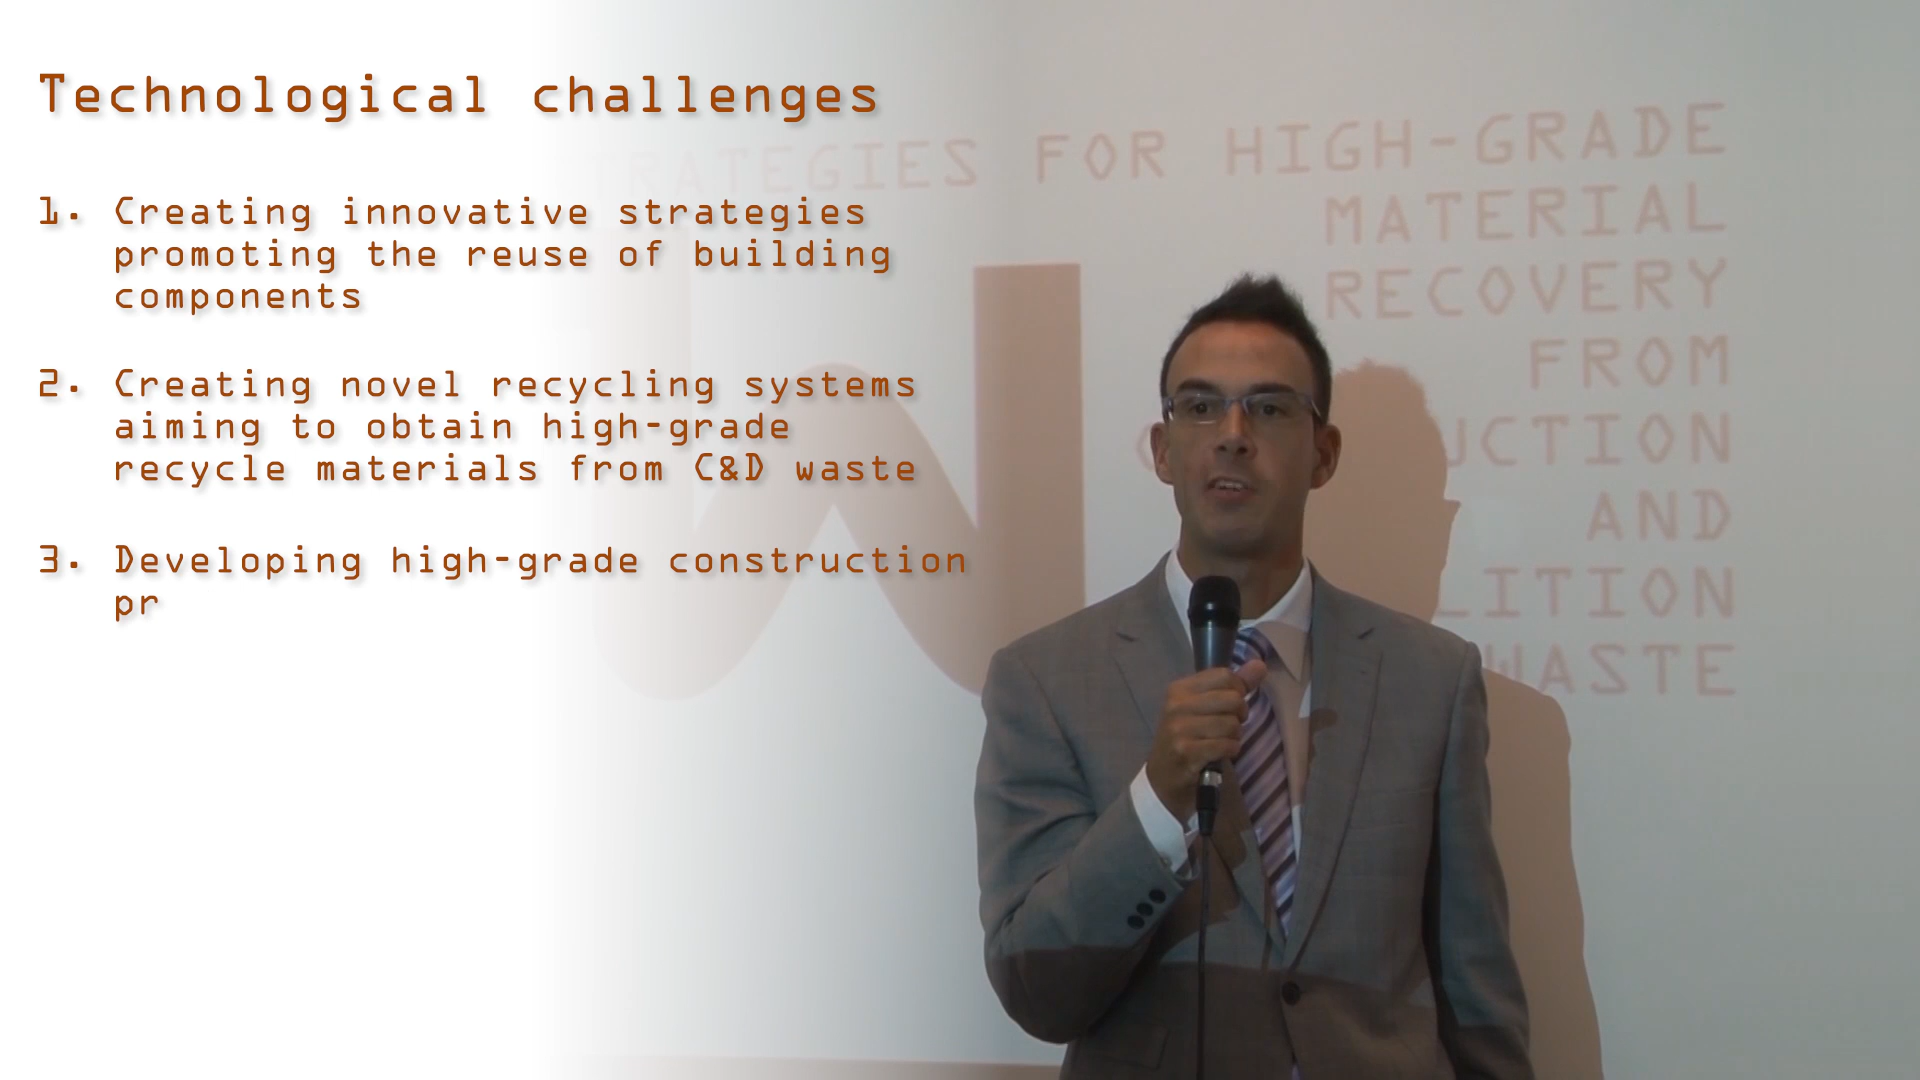 Technological challenges
1. Creating innovative strategies
promoting the reuse of building
components
2. Creating novel recycling systems
aiming to obtain high-grade
recycle materials from C&D waste
3. Developing high-grade construction
pr
STRATEGIES FOR HIGH-GRADE
MATERIAL
RECOVERY
FROM
UCTION
AND
LITION
WASTE